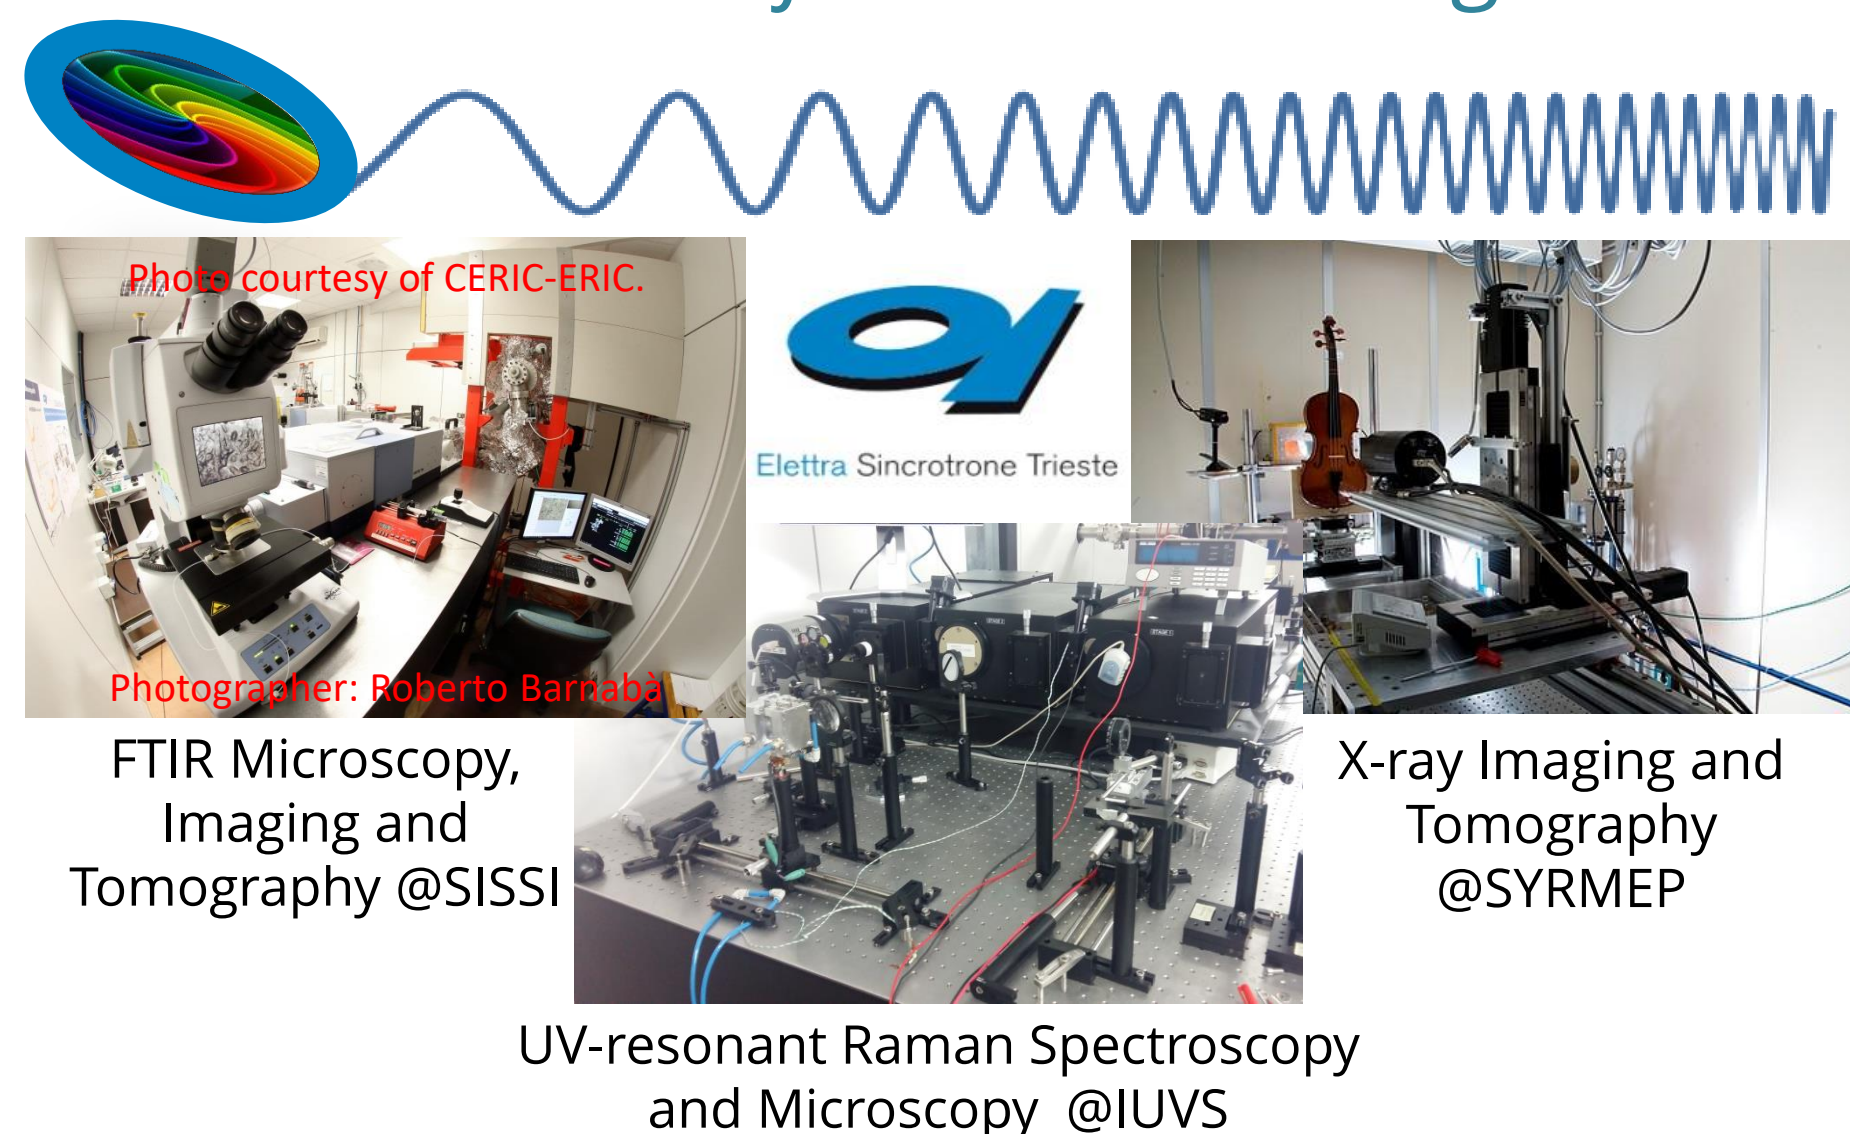 Photo courtesy of CERIC-ERIC.
Elettra Sincrotrone Trieste
Photographer: Roberto Barnabà
FTIR Microscopy,
Imaging and
Tomography @SISSI
X-ray Imaging and
Tomography
@SYRMEP
UV-resonant Raman Spectroscopy
and Microscopy @IUVS